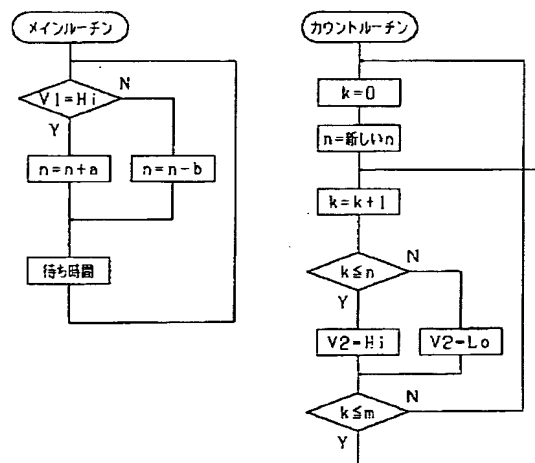 メインルーチン
V1=Hi
N
Y
n=n+a
n=n-b
待ち時間
カウントルーチン
k=0
n=新しいn
k=k+1
k≦n
N
Y
V2=Hi
V2=Lo
k≦m
N
Y